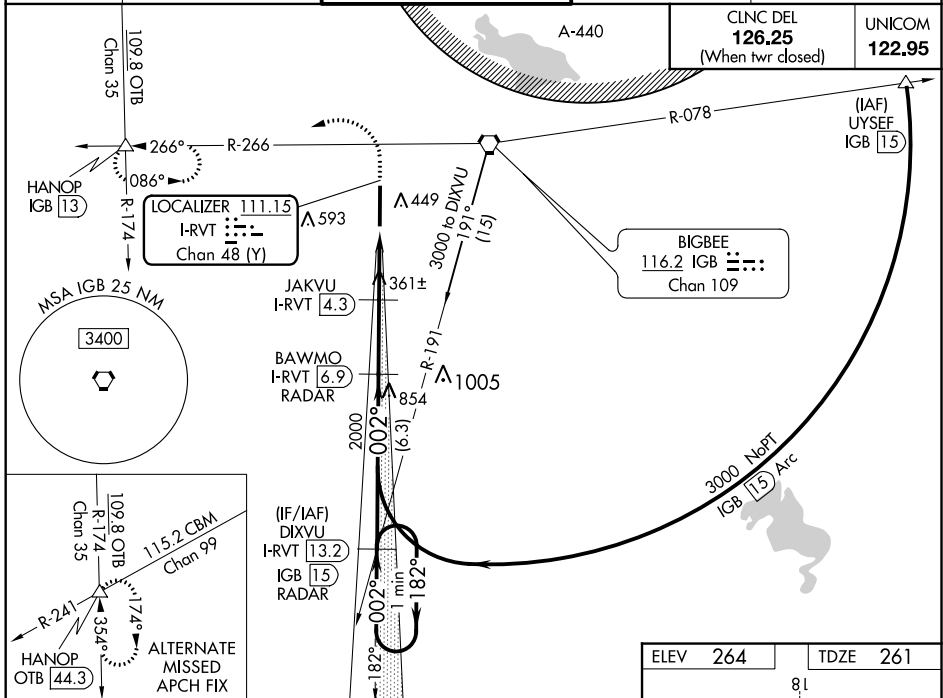 A-440
CLNC DEL
126.25
(When twr closed)
UNICOM
122.95
109.8 OTB
Chan 35
(IAF)
UYSEF
IGB 15
R-078
266°
R-266
086°
HANOP
IGB 13
R-174
LOCALIZER 111.15
I-RVT
Chan 48 (Y)
593
449
3000 to DIXVU
191°
(15)
BIGBEE
116.2 IGB
Chan 109
MSA IGB 25 NM
3400
JAKVU
I-RVT 4.3
361±
R-191
BAWMO
I-RVT 6.9
RADAR
1005
854
2000
002°
(6.3)
3000 NoPT
IGB 15 Arc
(IF/IAF)
DIXVU
I-RVT 13.2
IGB 15
RADAR
002°
1 min
182°
182°
109.8 OTB
R-174
Chan 35
115.2 CBM
Chan 99
R-241
174°
354°
HANOP
OTB 44.3
ALTERNATE
MISSED
APCH FIX
ELEV 264
TDZE 261
18